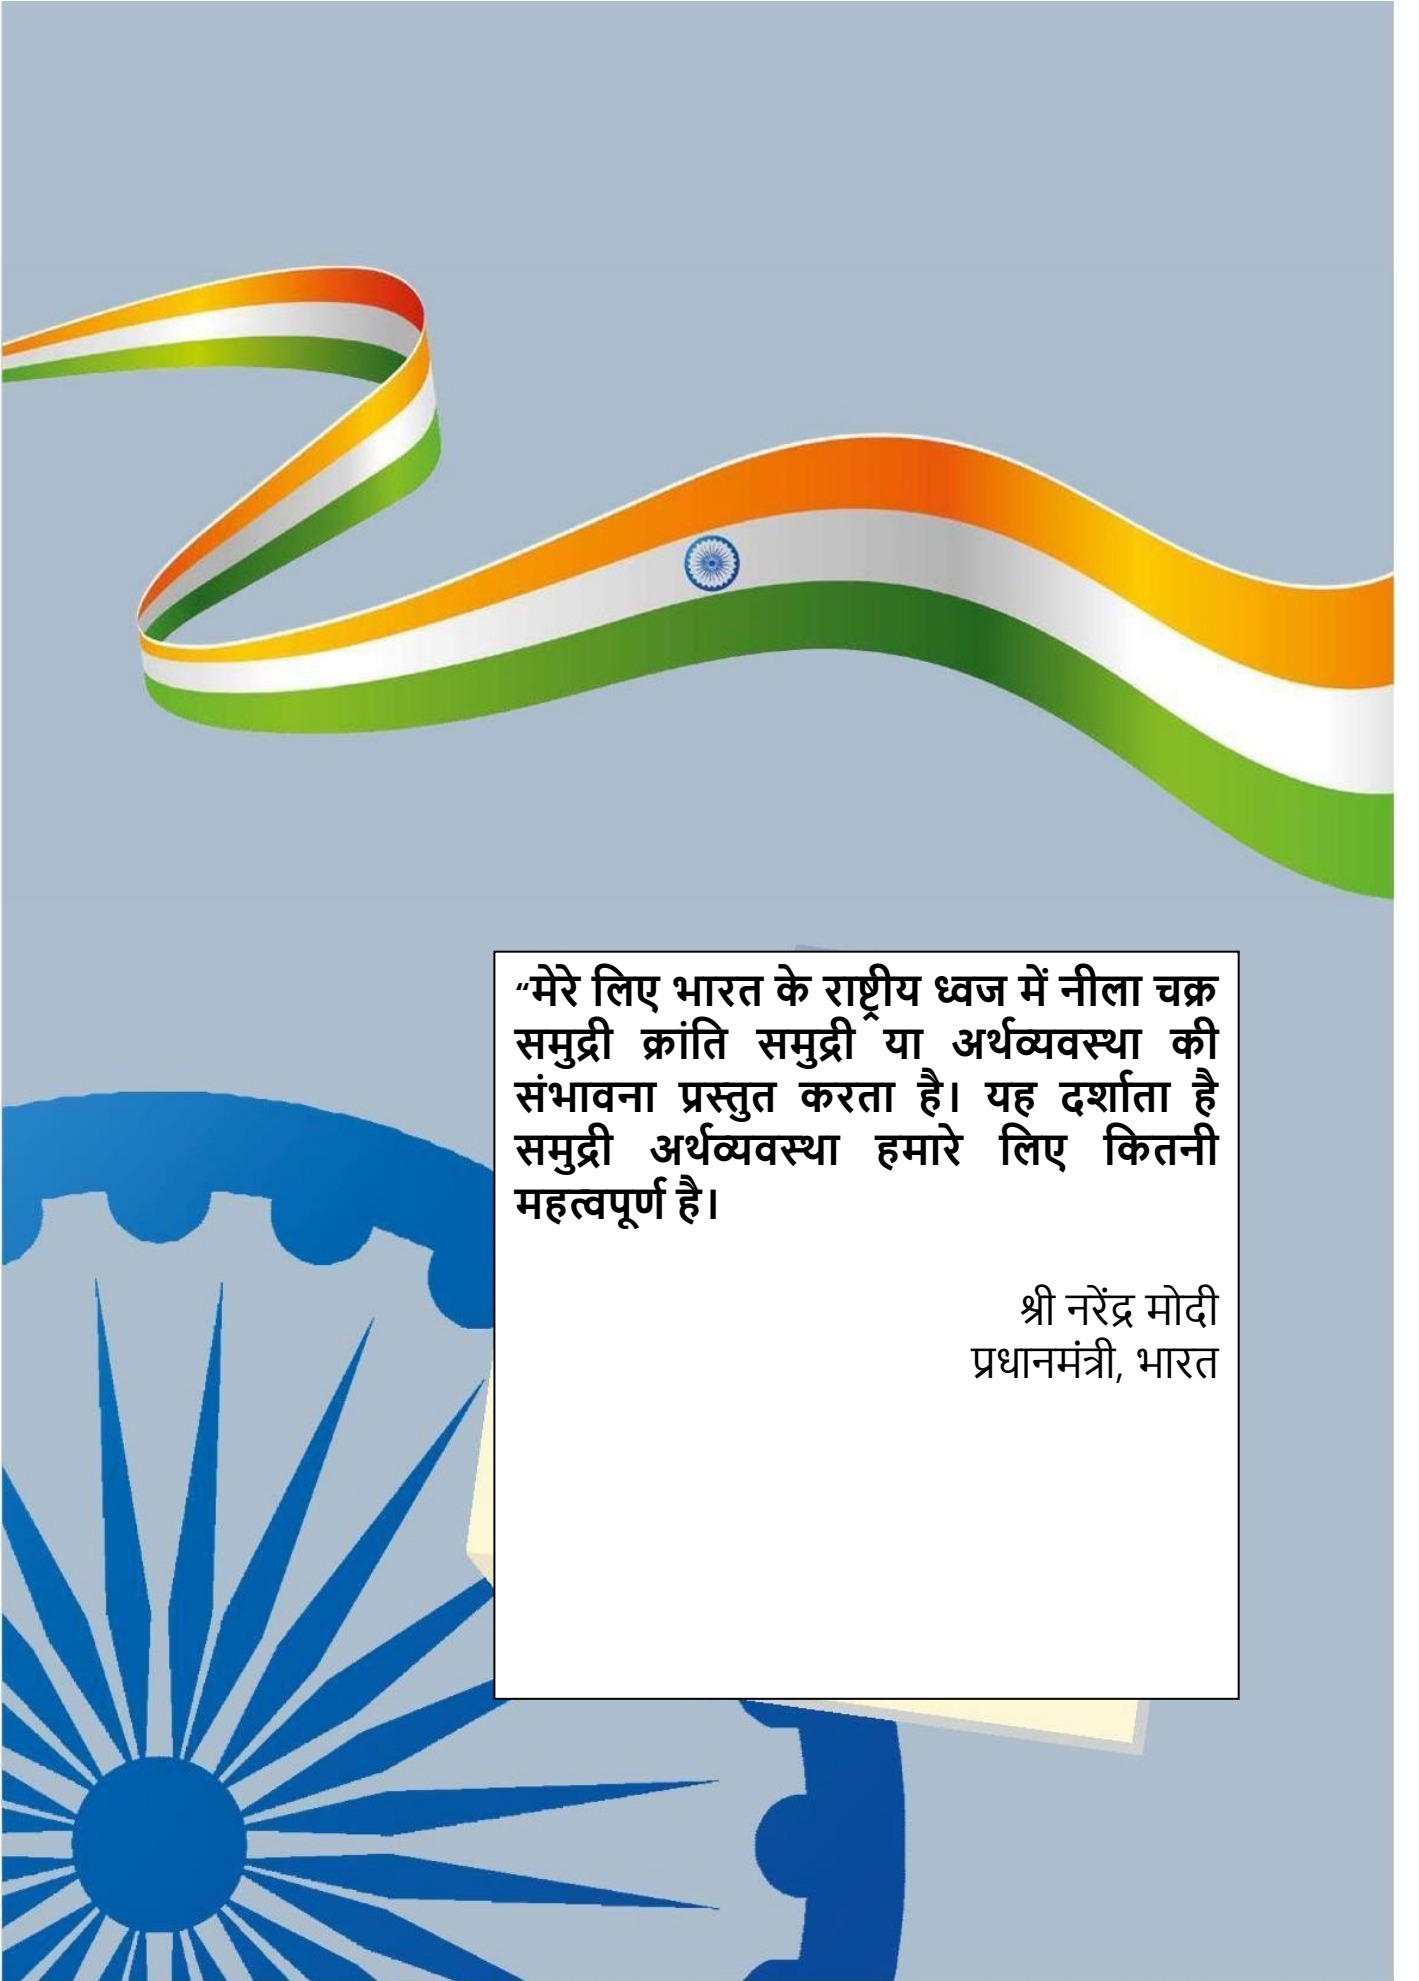 “मेरे लिए भारत के राष्ट्रीय ध्वज में नीला चक्र
समुद्री क्रांति समुद्री या अर्थव्यवस्था की
संभावना प्रस्तुत करता है। यह दर्शाता है
समुद्री अर्थव्यवस्था हमारे लिए कितनी
महत्वपूर्ण है।
श्री नरेंद्र मोदी
प्रधानमंत्री, भारत